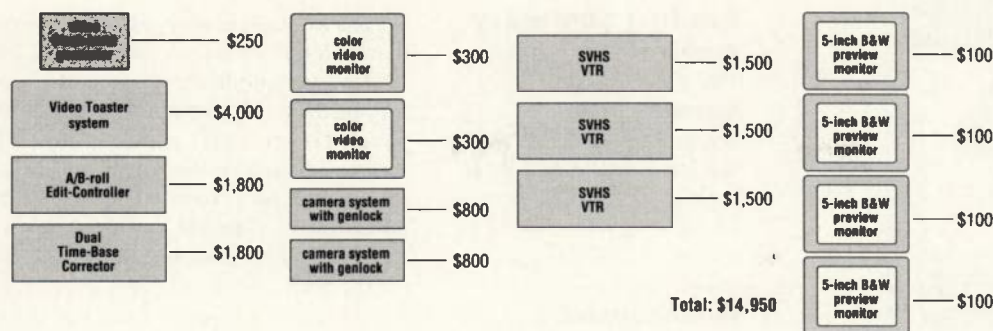 $250
Video Toaster
system
$4,000
A/B-roll
Edit-Controller
$1,800
Dual
Time-Base
Corrector
$1,800
color
video
monitor
$300
color
video
monitor
$300
camera system
with genlock
$800
camera system
with genlock
$800
SVHS
VTR
$1,500
SVHS
VTR
$1,500
SVHS
VTR
$1,500
Total: $14,950
5-inch B&W
preview
monitor
$100
5-inch B&W
preview
monitor
$100
5-inch B&W
preview
monitor
$100
5-inch B&W
preview
monitor
$100